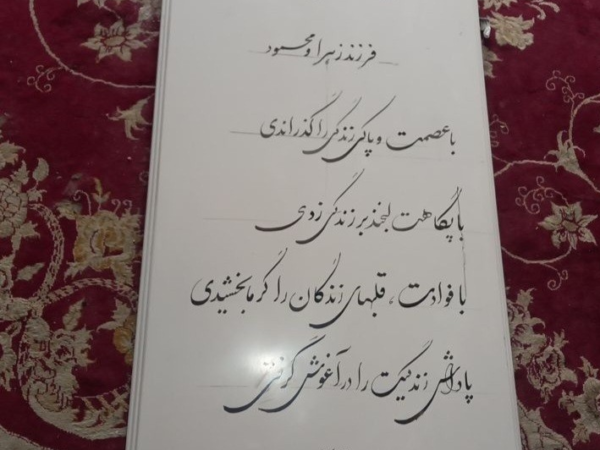 فرزند زهرا و محمود
با عصمت و پاکی زندگی را گذراندی
با نگاهت لبخند بر زندگی زدی
با فوادت، قلبهای زندگان را گرما بخشیدی
پاداش زندگیت را در آغوش گرفتی